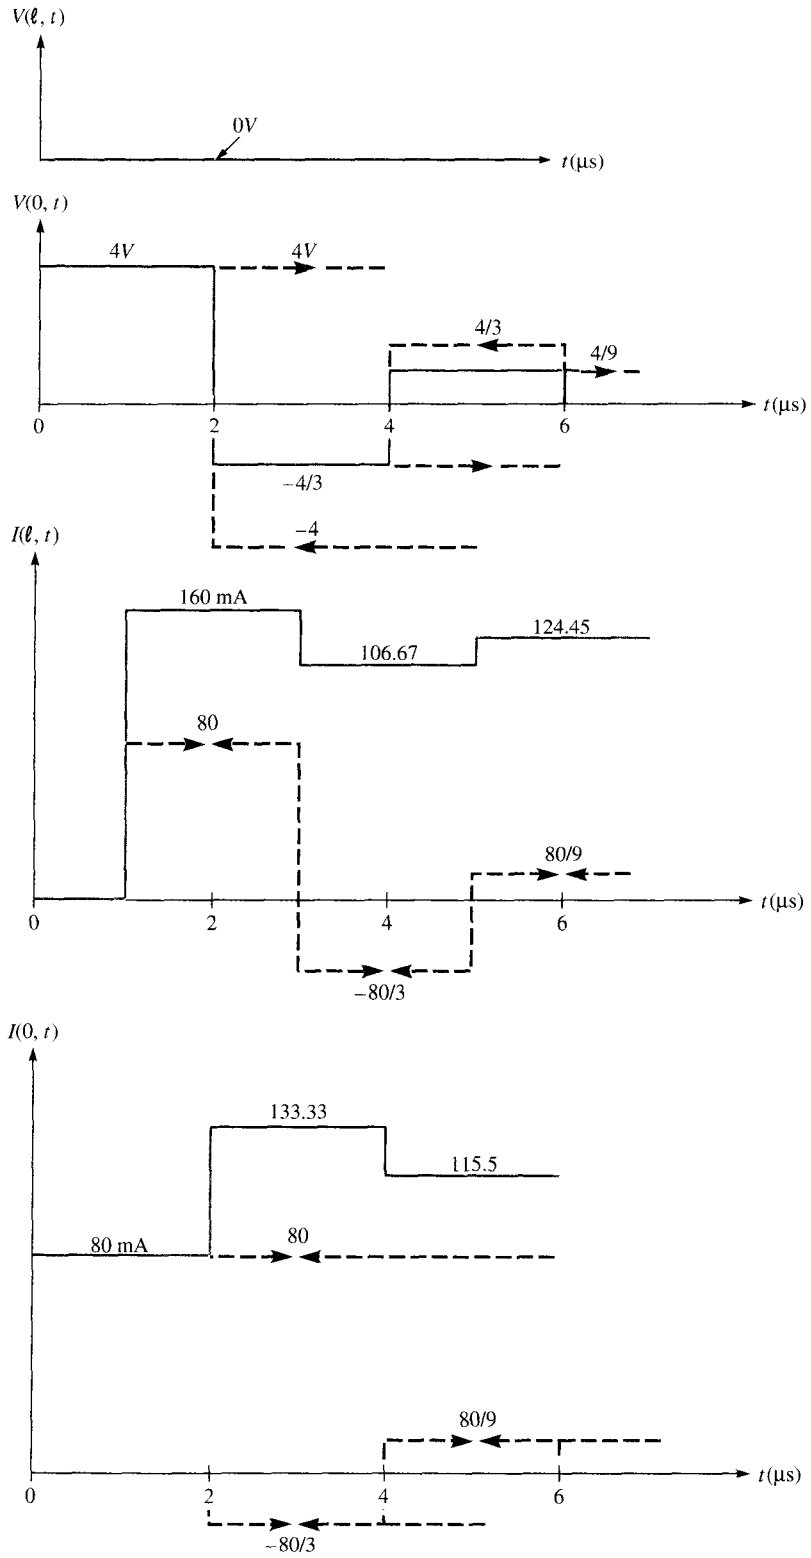 V(ℓ, t)
0V
t(μs)
V(0, t)
4V
4V
4/3
4/9
0
2
4
6
t(μs)
−4/3
−4
I(ℓ, t)
160 mA
124.45
106.67
80
80/9
0
2
4
6
t(μs)
−80/3
I(0, t)
133.33
115.5
80 mA
80
80/9
0
2
4
6
t(μs)
−80/3